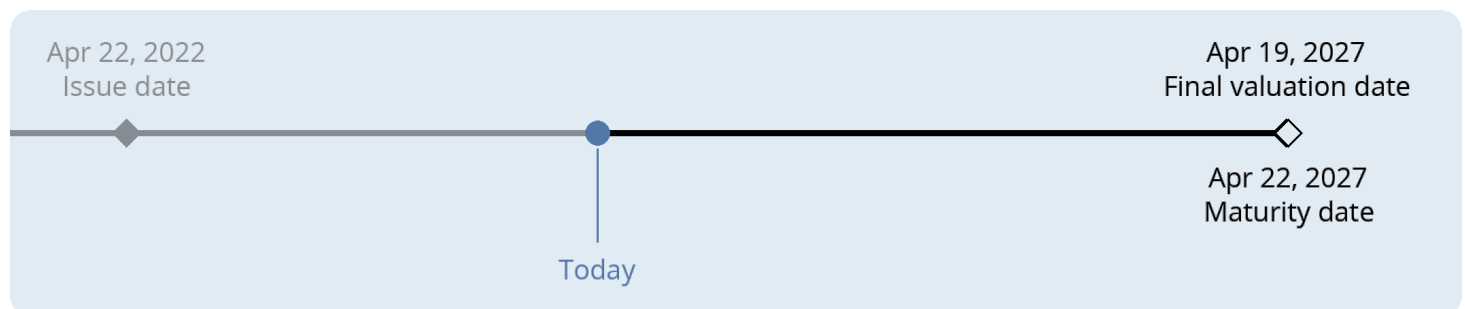 Apr 22, 2022
Issue date
Apr 19, 2027
Final valuation date
Apr 22, 2027
Maturity date
Today